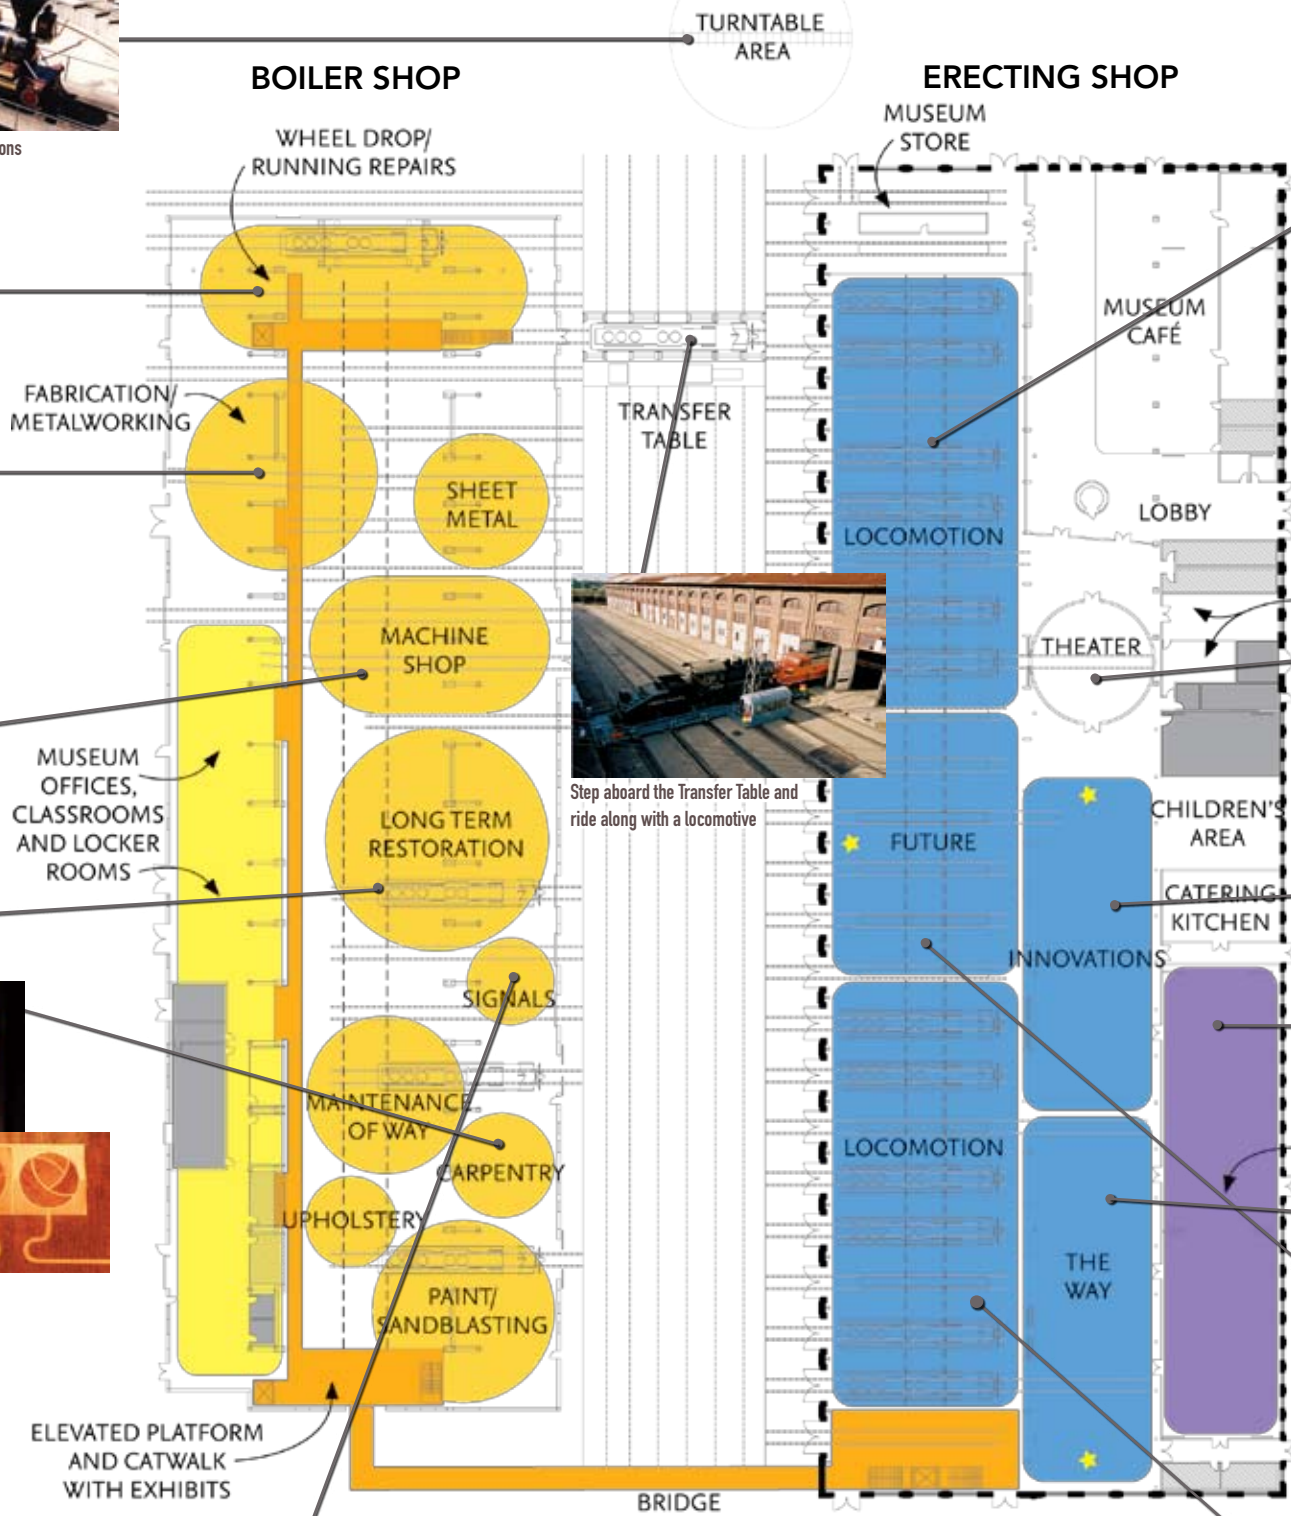 TURNTABLE
AREA
BOILER SHOP
ERECTING SHOP
ons
WHEEL DROP/
RUNNING REPAIRS
MUSEUM
STORE
MUSEUM
CAFÉ
FABRICATION/
METALWORKING
TRANSFER
TABLE
SHEET
METAL
LOBBY
LOCOMOTION
MACHINE
SHOP
THEATER
MUSEUM
OFFICES,
CLASSROOMS
AND LOCKER
ROOMS
Step aboard the Transfer Table and
ride along with a locomotive
LONG TERM
RESTORATION
FUTURE
CHILDREN'S
AREA
CATERING
KITCHEN
INNOVATIONS
SIGNALS
MAINTENANCE
OF WAY
CARPENTRY
LOCOMOTION
UPHOLSTERY
THE
WAY
PAINT/
SANDBLASTING
ELEVATED PLATFORM
AND CATWALK
WITH EXHIBITS
BRIDGE